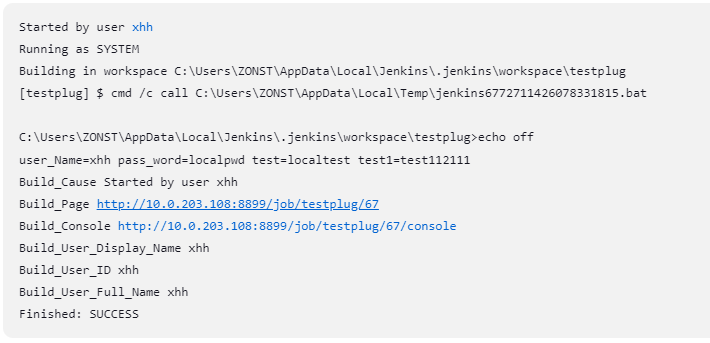 Started by user xhh
Running as SYSTEM
Building in workspace C:\Users\ZONST\AppData\Local\Jenkins\.jenkins\workspace\testplug
[testplug] $ cmd /c call C:\Users\ZONST\AppData\Local\Temp\jenkins6772711426078331815.bat
C:\Users\ZONST\AppData\Local\Jenkins\.jenkins\workspace\testplug>echo off
user_Name=xhh pass_word=localpwd test=localtest test1=test112111
Build_Cause Started by user xhh
Build_Page http://10.0.203.108:8899/job/testplug/67
Build_Console http://10.0.203.108:8899/job/testplug/67/console
Build_User_Display_Name xhh
Build_User_ID xhh
Build_User_Full_Name xhh
Finished: SUCCESS